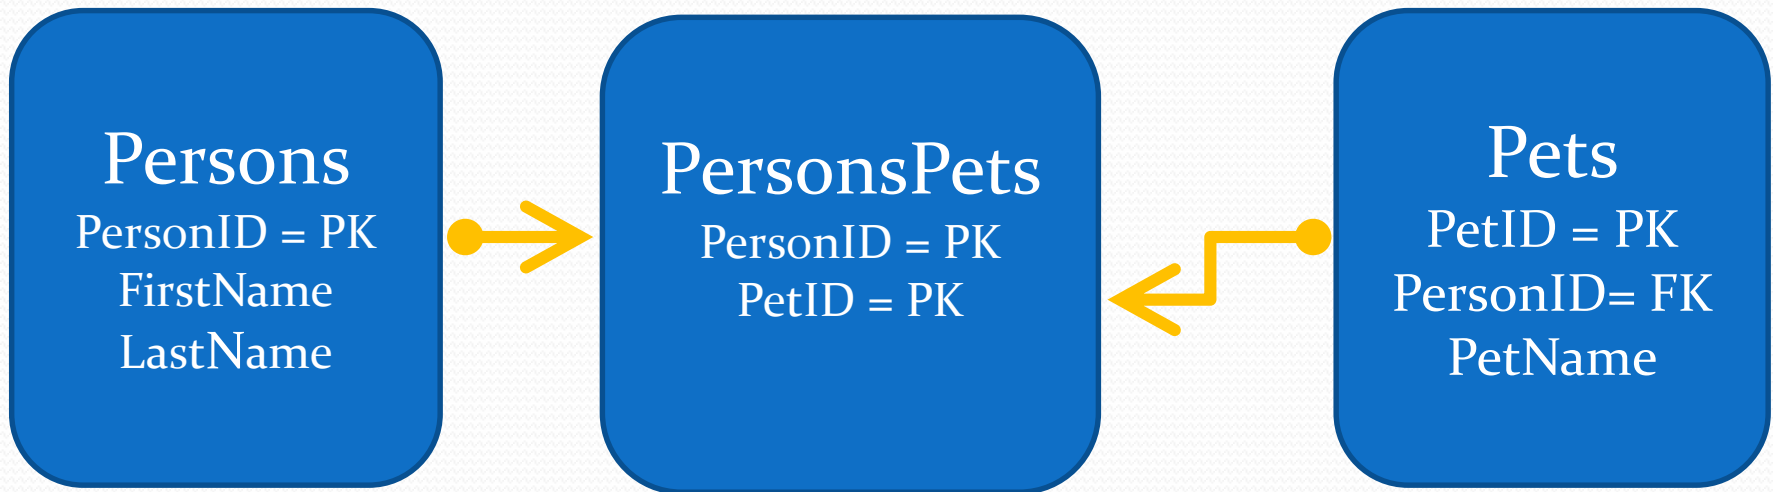 Persons
PersonID = PK
FirstName
LastName
PersonsPets
PersonID = PK
PetID = PK
Pets
PetID = PK
PersonID= FK
PetName